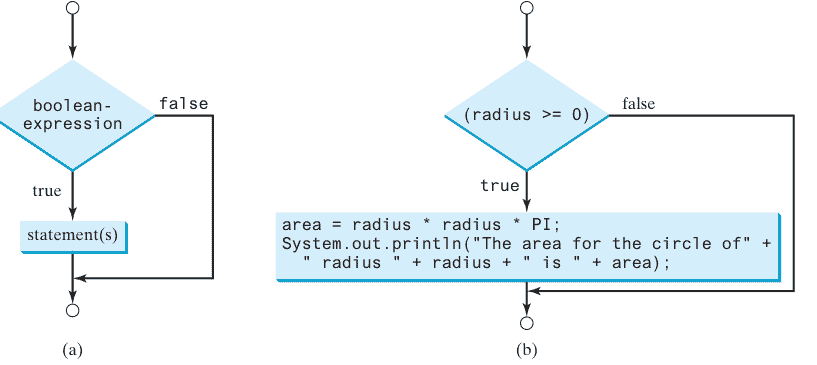 boolean-
expression
false
true
statement(s)
(a)
(radius >= 0)
false
true
area = radius * radius * PI;
System.out.println("The area for the circle of" +
" radius " + radius + " is " + area);
(b)